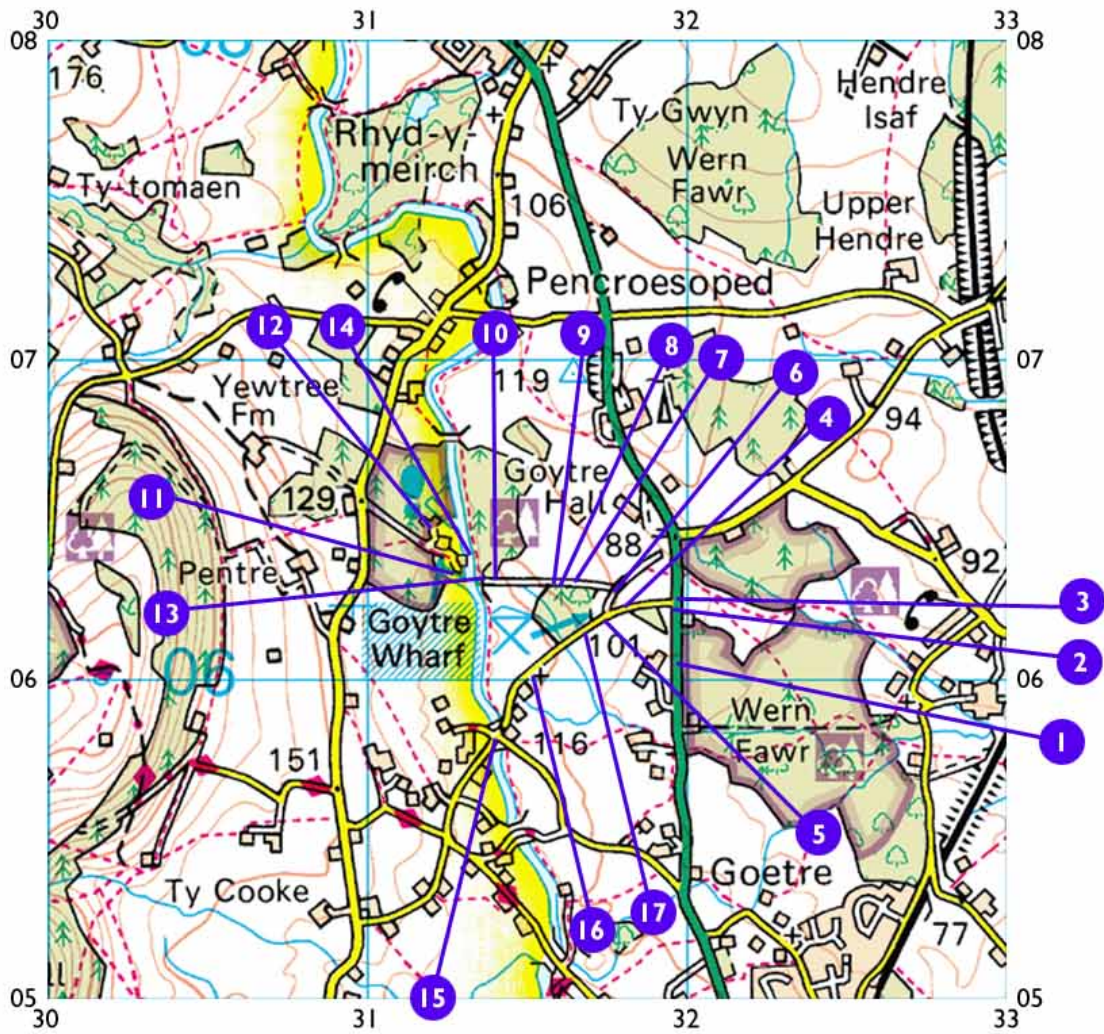 30 31 32 33
08 08
176
Hendre
Isaf
Ty Gwyn
Rhyd-y-
meirch
Wern
Fawr
Ty-tomaen
106
Upper
Hendre
Pencroesoped
12 14 10 9 8 7 6 4
07 07
119
Yewtree
Fm
94
Goytre
Hall
11
129
88
92
Pentre
13
3
Goytre
Wharf
101
2
06 06 06
1
Wern
Fawr
116
151
5
Goetre
Ty Cooke
17
16
77
15
05 05
30 31 32 33